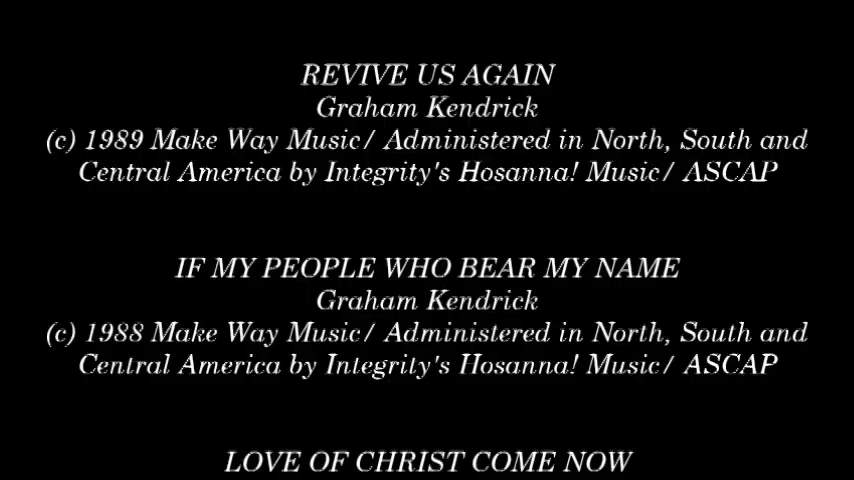 REVIVE US AGAIN
Graham Kendrick
(c) 1989 Make Way Music/ Administered in North, South and
Central America by Integrity's Hosanna! Music/ ASCAP
IF MY PEOPLE WHO BEAR MY NAME
Graham Kendrick
(c) 1988 Make Way Music/ Administered in North, South and
Central America by Integrity's Hosanna! Music/ ASCAP
LOVE OF CHRIST COME NOW